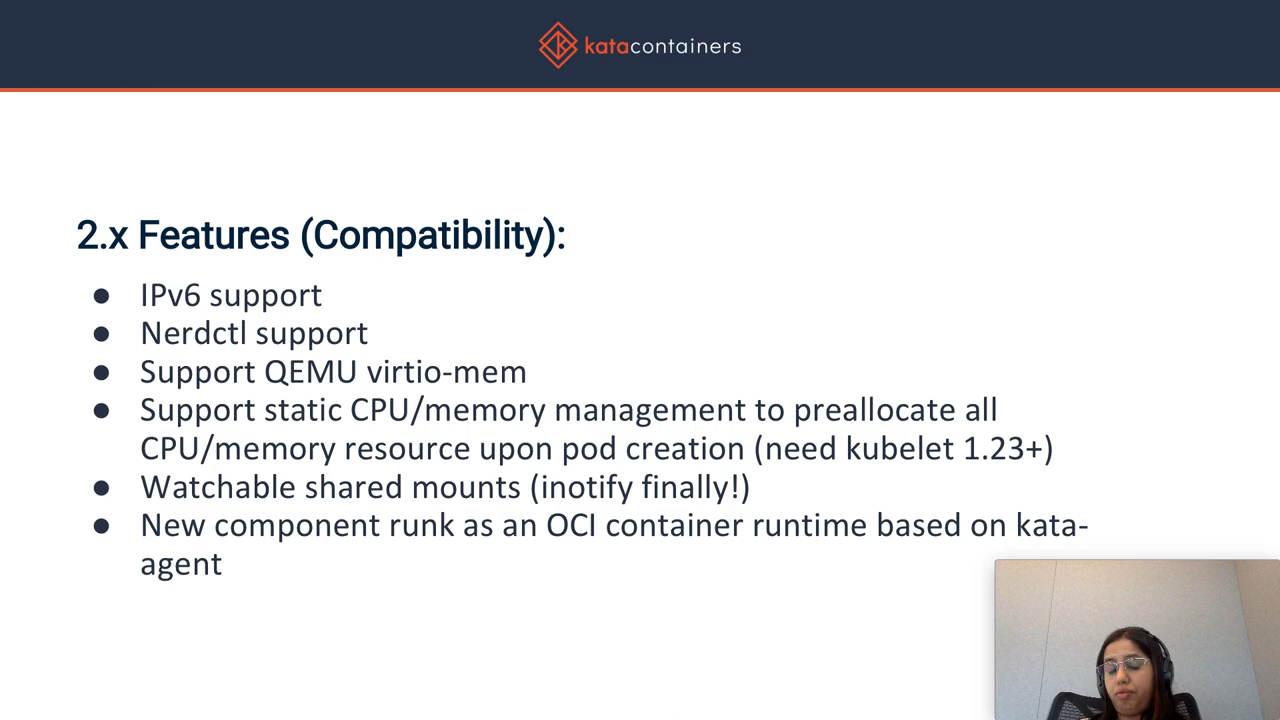 katacontainers
2.x Features (Compatibility):
● IPv6 support
● Nerdctl support
● Support QEMU virtio-mem
● Support static CPU/memory management to preallocate all
CPU/memory resource upon pod creation (need kubelet 1.23+)
● Watchable shared mounts (inotify finally!)
● New component runk as an OCI container runtime based on kata-
agent